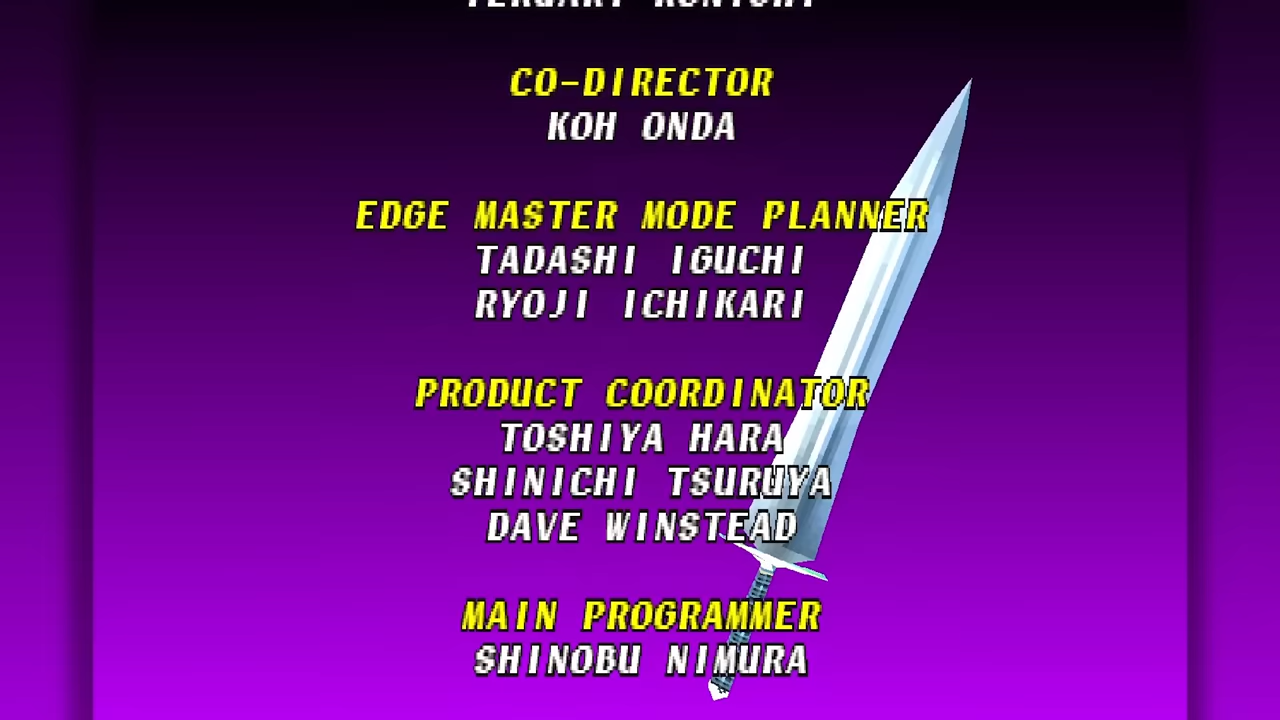 CO-DIRECTOR
KOH ONDA
EDGE MASTER MODE PLANNER
TADASHI IGUCHI
RYOJI ICHIKARI
PRODUCT COORDINATOR
TOSHIYA HARA
SHINICHI TSURUYA
DAVE WINSTEAD
MAIN PROGRAMMER
SHINOBU NIMURA